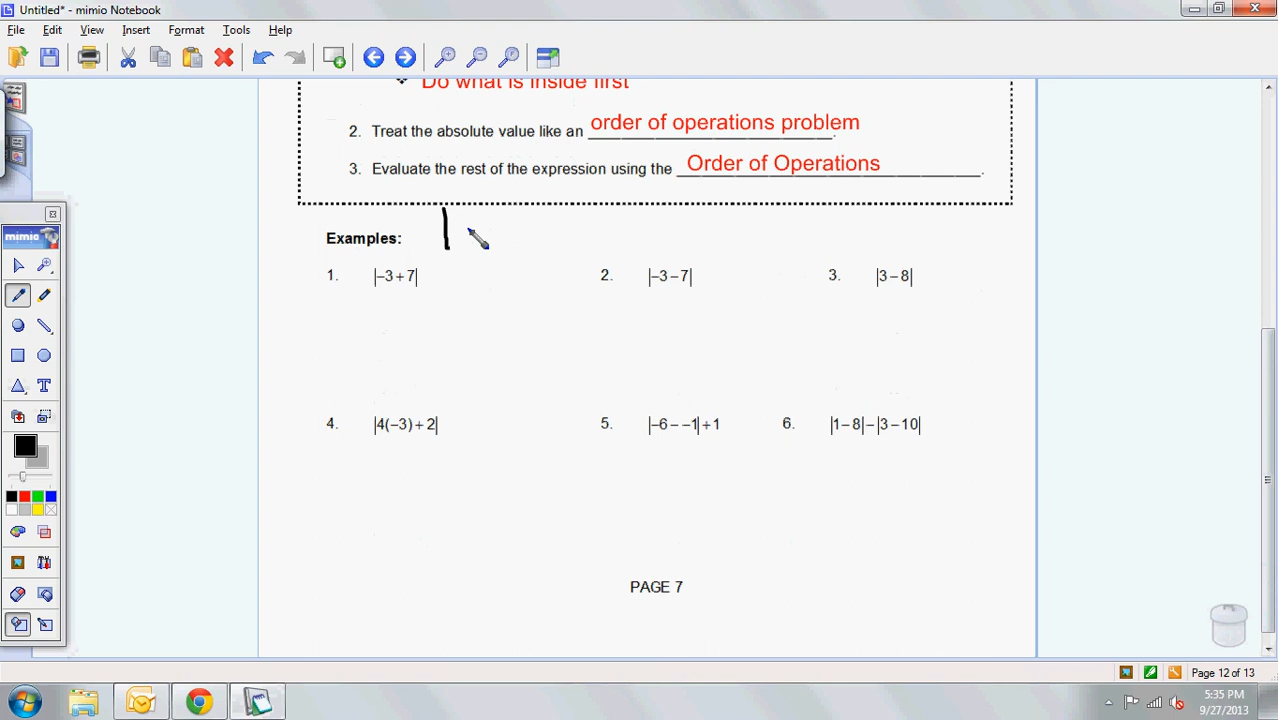 Untitled* - mimio Notebook
File Edit View Insert Format Tools Help
Do what is inside first
2. Treat the absolute value like an order of operations problem.
3. Evaluate the rest of the expression using the Order of Operations.
Examples:
1. |−3+7| 2. |−3−7| 3. |3−8|
4. |4(−3)+2| 5. |−6−−1|+1 6. |1−8|−|3−10|
PAGE 7
mimio
T
Page 12 of 13
5:35 PM
9/27/2013